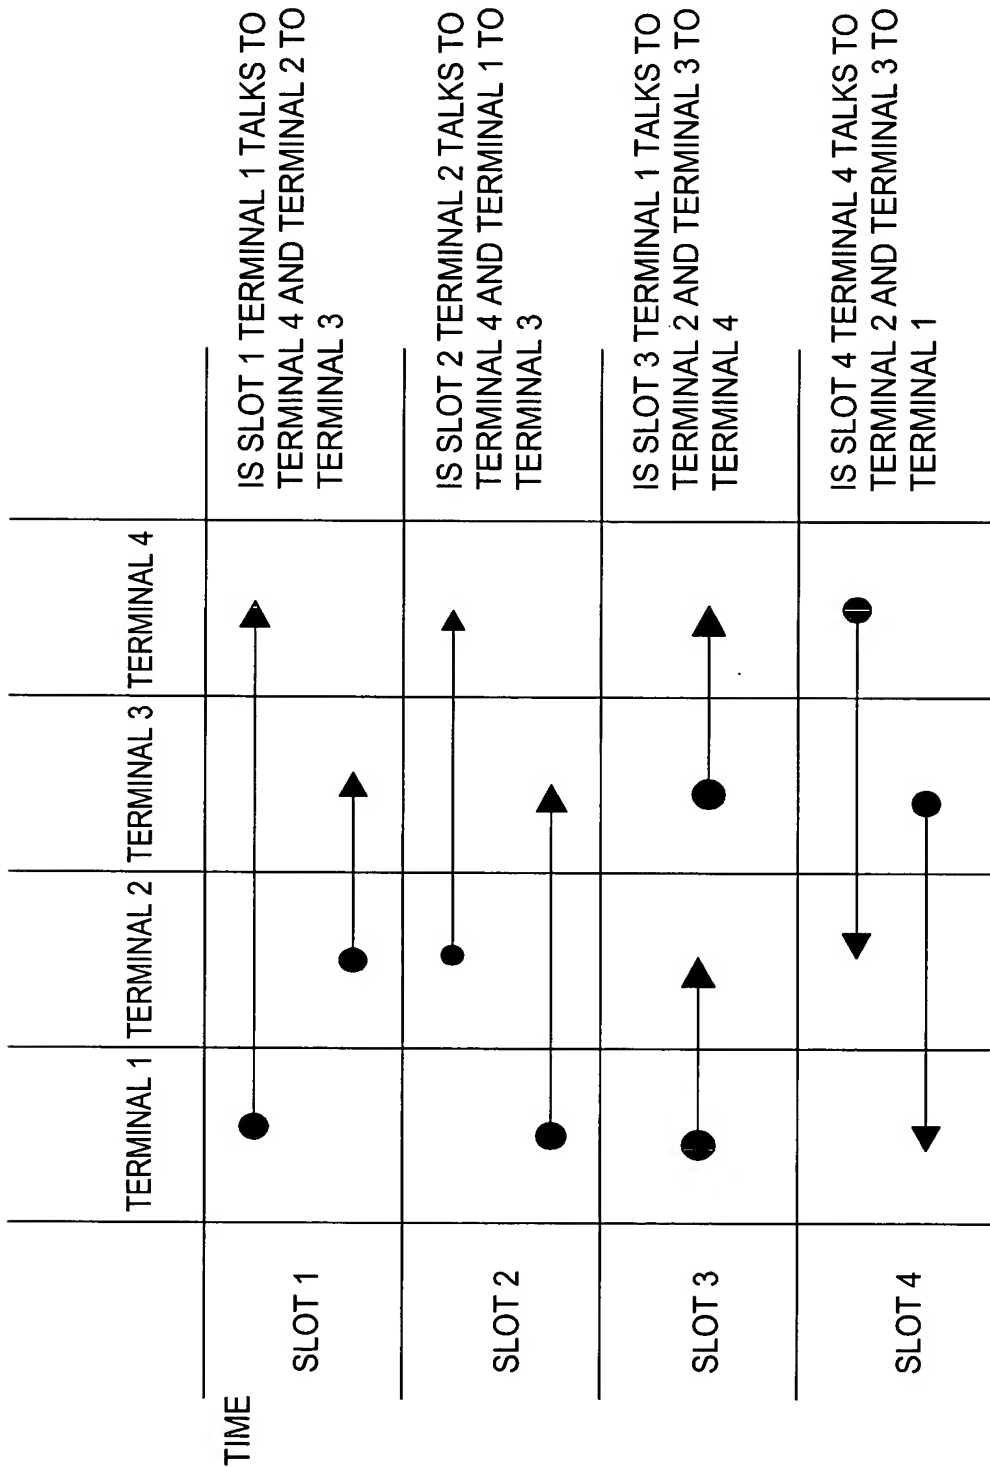 TERMINAL 1 TERMINAL 2 TERMINAL 3 TERMINAL 4
TIME
SLOT 1
IS SLOT 1 TERMINAL 1 TALKS TO
TERMINAL 4 AND TERMINAL 2 TO
TERMINAL 3
SLOT 2
IS SLOT 2 TERMINAL 2 TALKS TO
TERMINAL 4 AND TERMINAL 1 TO
TERMINAL 3
SLOT 3
IS SLOT 3 TERMINAL 1 TALKS TO
TERMINAL 2 AND TERMINAL 3 TO
TERMINAL 4
SLOT 4
IS SLOT 4 TERMINAL 4 TALKS TO
TERMINAL 2 AND TERMINAL 3 TO
TERMINAL 1